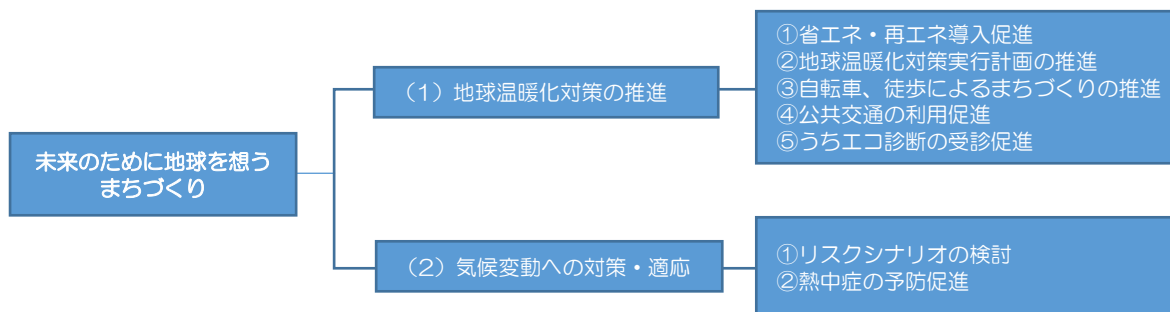 未来のために地球を想う
まちづくり
（1）地球温暖化対策の推進
①省エネ・再エネ導入促進
②地球温暖化対策実行計画の推進
③自転車、徒歩によるまちづくりの推進
④公共交通の利用促進
⑤うちエコ診断の受診促進
（2）気候変動への対策・適応
①リスクシナリオの検討
②熱中症の予防促進